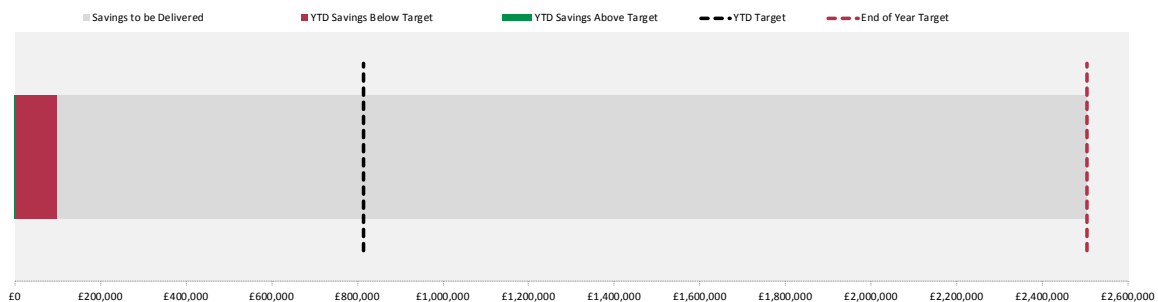 Savings to be Delivered YTD Savings Below Target YTD Savings Above Target YTD Target End of Year Target
£0 £200,000 £400,000 £600,000 £800,000 £1,000,000 £1,200,000 £1,400,000 £1,600,000 £1,800,000 £2,000,000 £2,200,000 £2,400,000 £2,600,000